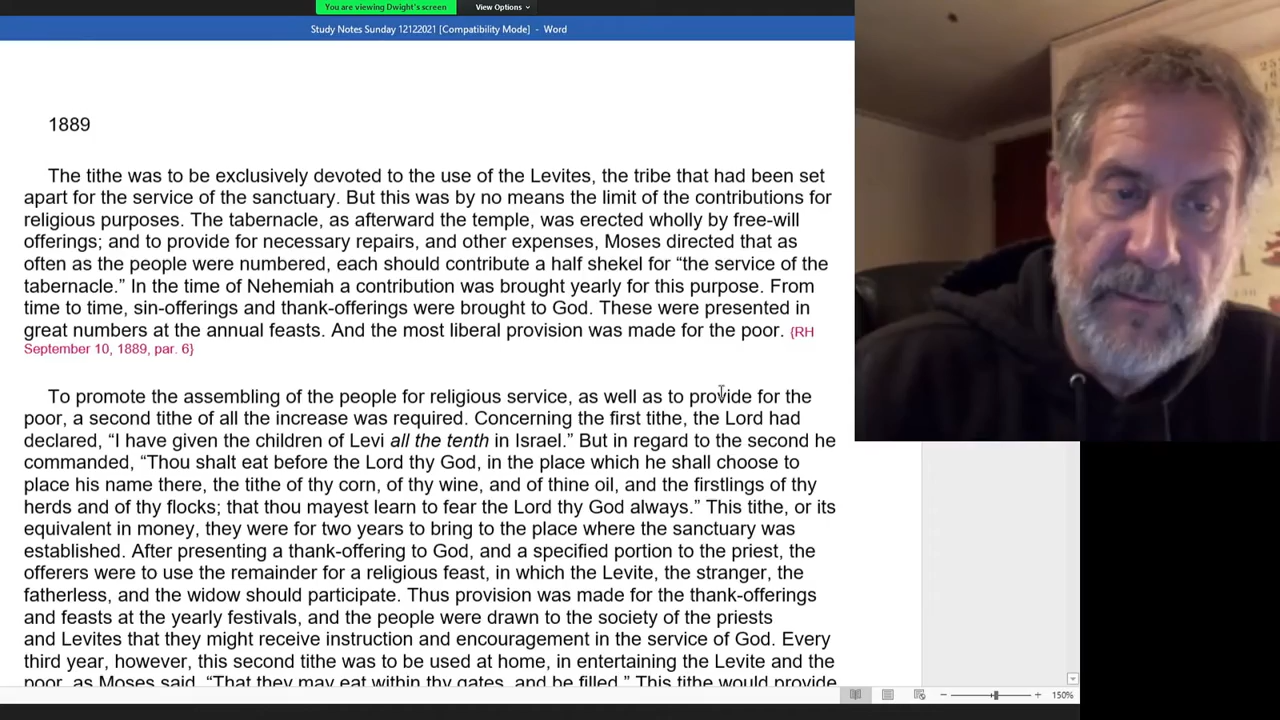 You are viewing Dwight's screen
View Options
Study Notes Sunday 12122021 [Compatibility Mode] - Word
1889
The tithe was to be exclusively devoted to the use of the Levites, the tribe that had been set
apart for the service of the sanctuary. But this was by no means the limit of the contributions for
religious purposes. The tabernacle, as afterward the temple, was erected wholly by free-will
offerings; and to provide for necessary repairs, and other expenses, Moses directed that as
often as the people were numbered, each should contribute a half shekel for “the service of the
tabernacle.” In the time of Nehemiah a contribution was brought yearly for this purpose. From
time to time, sin-offerings and thank-offerings were brought to God. These were presented in
great numbers at the annual feasts. And the most liberal provision was made for the poor. {RH
September 10, 1889, par. 6}
To promote the assembling of the people for religious service, as well as to provide for the
poor, a second tithe of all the increase was required. Concerning the first tithe, the Lord had
declared, “I have given the children of Levi all the tenth in Israel.” But in regard to the second he
commanded, “Thou shalt eat before the Lord thy God, in the place which he shall choose to
place his name there, the tithe of thy corn, of thy wine, and of thine oil, and the firstlings of thy
herds and of thy flocks; that thou mayest learn to fear the Lord thy God always.” This tithe, or its
equivalent in money, they were for two years to bring to the place where the sanctuary was
established. After presenting a thank-offering to God, and a specified portion to the priest, the
offerers were to use the remainder for a religious feast, in which the Levite, the stranger, the
fatherless, and the widow should participate. Thus provision was made for the thank-offerings
and feasts at the yearly festivals, and the people were drawn to the society of the priests
and Levites that they might receive instruction and encouragement in the service of God. Every
third year, however, this second tithe was to be used at home, in entertaining the Levite and the
poor, as Moses said, “That they may eat within thy gates, and be filled.” This tithe would provide
150%